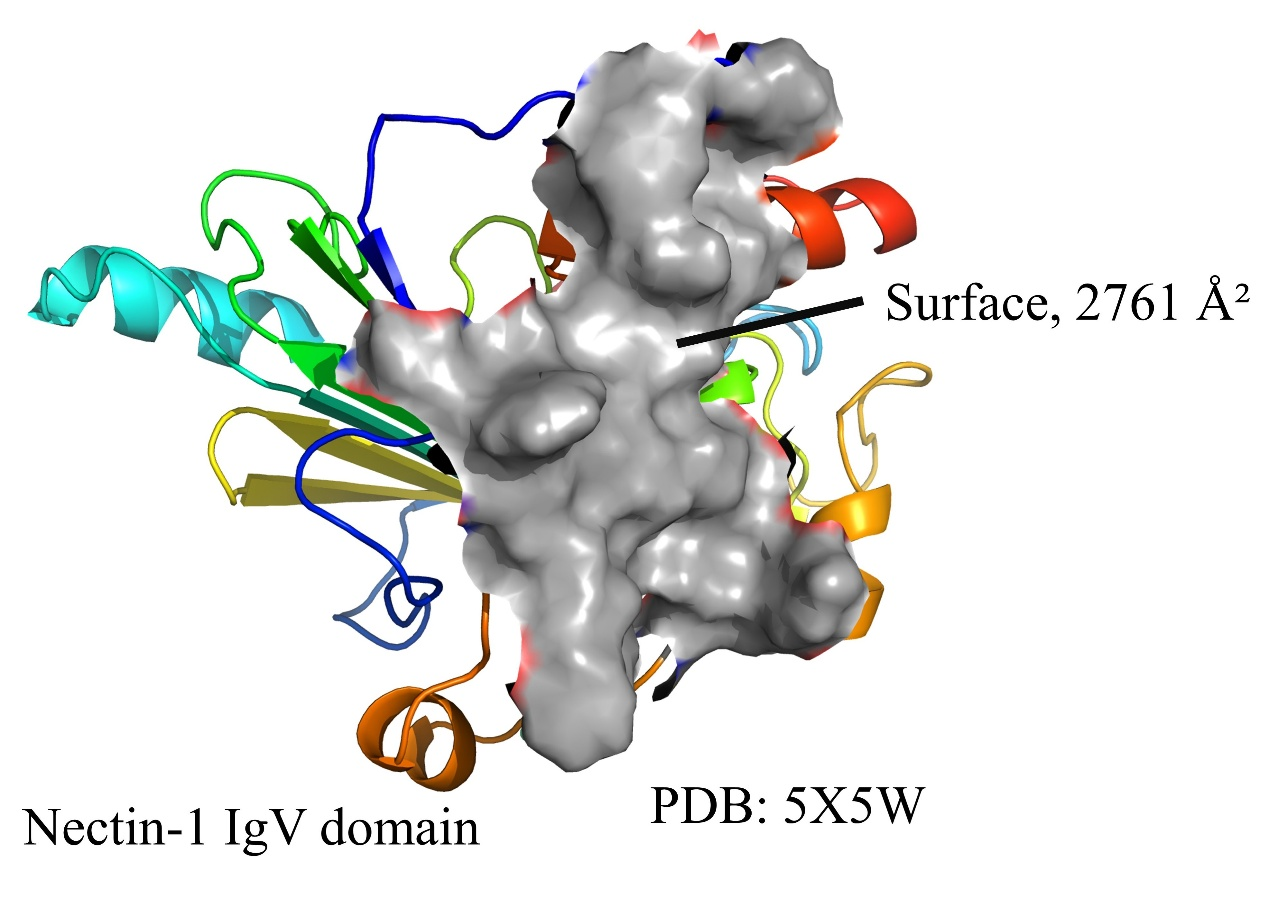 Surface, 2761 Å²
PDB: 5X5W
Nectin-1 IgV domain